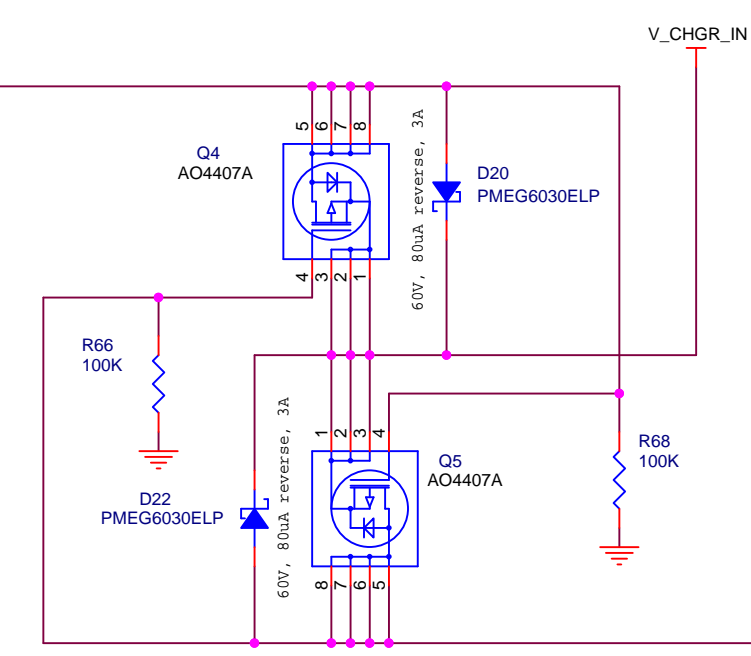 V_CHGR_IN
5 6 7 8
Q4
AO4407A
60V, 80uA reverse, 3A
D20
PMEG6030ELP
4 3 2 1
R66
100K
60V, 80uA reverse, 3A
1 2 3 4
Q5
AO4407A
R68
100K
D22
PMEG6030ELP
8 7 6 5